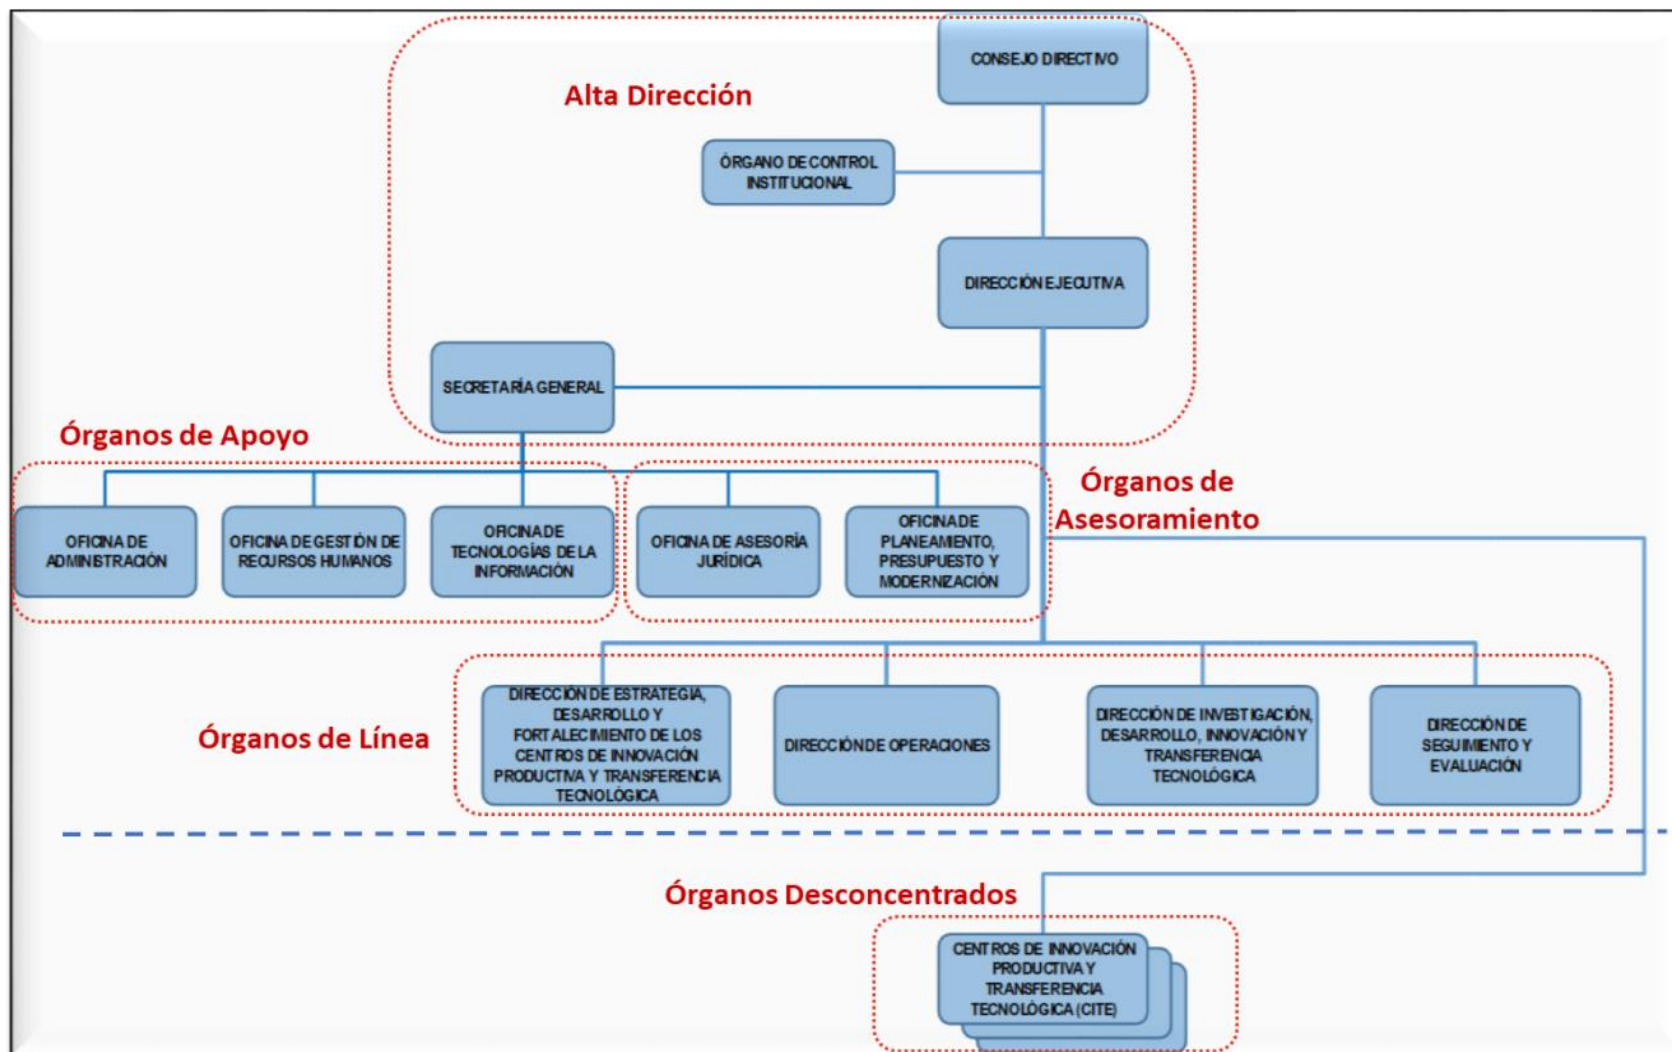 CONSEJO DIRECTIVO
Alta Dirección
ÓRGANO DE CONTROL
INSTITUCIONAL
DIRECCIÓN EJECUTIVA
SECRETARÍA GENERAL
Órganos de Apoyo
Órganos de
Asesoramiento
OFICINA DE
ADMINISTRACIÓN
OFICINA DE GESTIÓN DE
RECURSOS HUMANOS
OFICINA DE
TECNOLOGÍAS DE LA
INFORMACIÓN
OFICINA DE ASESORÍA
JURÍDICA
OFICINA DE
PLANEAMIENTO,
PRESUPUESTO Y
MODERNIZACIÓN
Órganos de Línea
DIRECCIÓN DE ESTRATEGIA,
DESARROLLO Y
FORTALECIMIENTO DE LOS
CENTROS DE INNOVACIÓN
PRODUCTIVA Y TRANSFERENCIA
TECNOLÓGICA
DIRECCIÓN DE OPERACIONES
DIRECCIÓN DE INVESTIGACIÓN,
DESARROLLO, INNOVACIÓN Y
TRANSFERENCIA
TECNOLÓGICA
DIRECCIÓN DE
SEGUIMIENTO Y
EVALUACIÓN
Órganos Desconcentrados
CENTROS DE INNOVACIÓN
PRODUCTIVA Y
TRANSFERENCIA
TECNOLÓGICA (CITE)